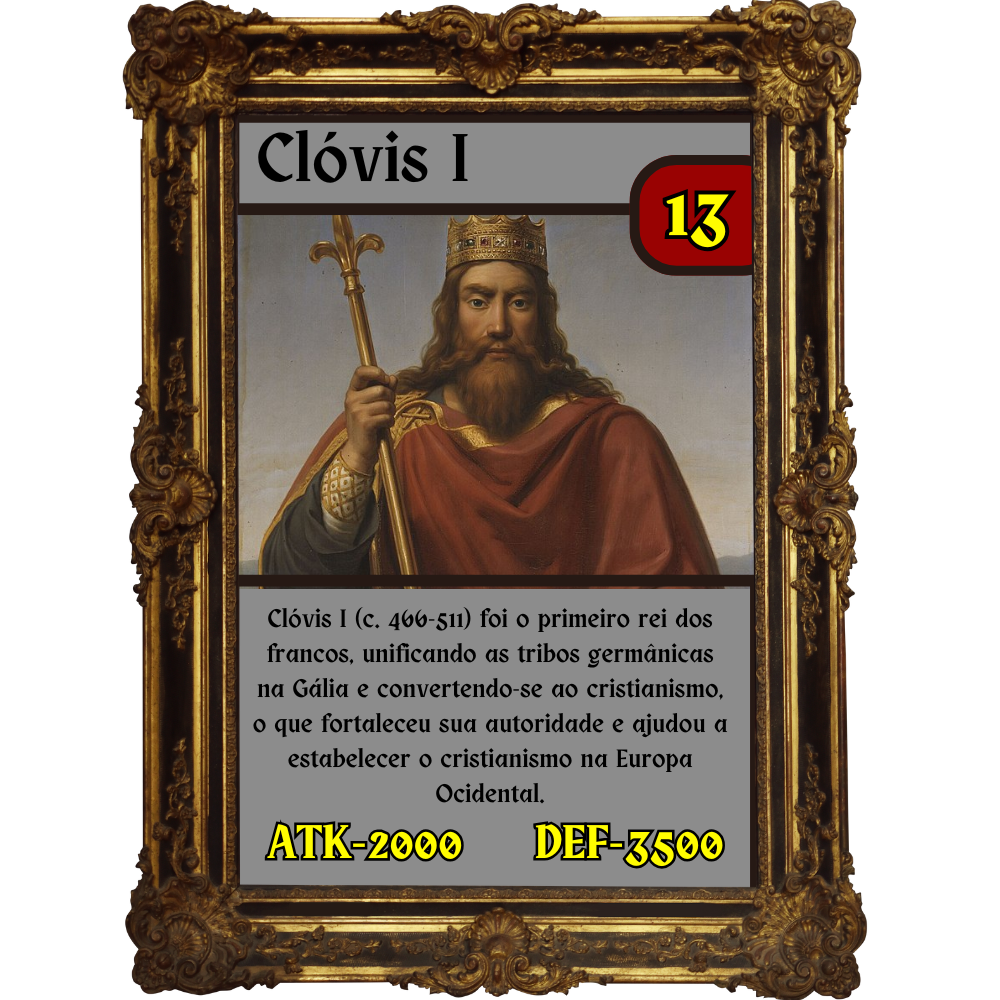 Clóvis I
13
Clóvis I (c. 466-511) foi o primeiro rei dos
francos, unificando as tribos germânicas
na Gália e convertendo-se ao cristianismo,
o que fortaleceu sua autoridade e ajudou a
estabelecer o cristianismo na Europa
Ocidental.
ATK-2000 DEF-3500